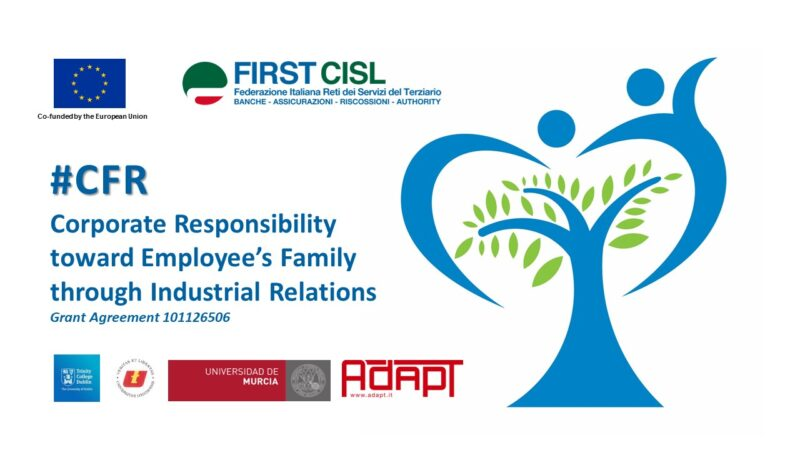 FIRST CISL
Federazione Italiana Reti dei Servizi del Terziario
BANCHE - ASSICURAZIONI - RISCOSSIONI - AUTHORITY
Co-funded by the European Union
#CFR
Corporate Responsibility
toward Employee's Family
through Industrial Relations
Grant Agreement 101126506
Trinity
College
Dublin
UNIVERSIDAD DE
MURCIA
ADAPT
www.adapt.it